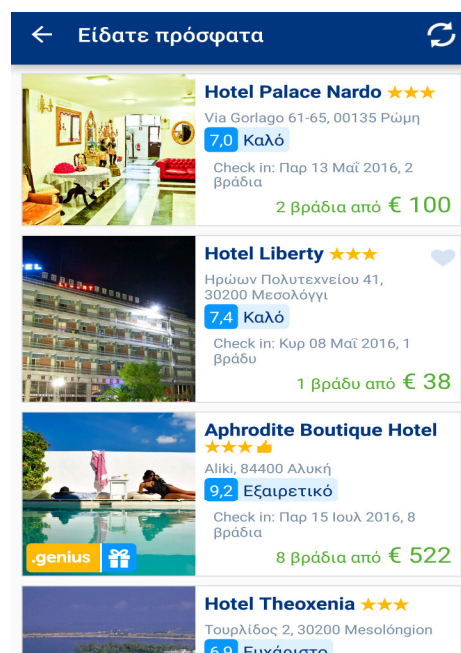 Είδατε πρόσφατα
Hotel Palace Nardo
Via Gorlago 61-65, 00135 Ρώμη
7,0 Καλό
Check in: Παρ 13 Μαΐ 2016, 2
βράδια
2 βράδια από € 100
Hotel Liberty
Ηρώων Πολυτεχνείου 41,
30200 Μεσολόγγι
7,4 Καλό
Check in: Κυρ 08 Μαΐ 2016, 1
βράδυ
1 βράδυ από € 38
Aphrodite Boutique Hotel
Aliki, 84400 Αλυκή
9,2 Εξαιρετικό
Check in: Παρ 15 Ιουλ 2016, 8
βράδια
.genius
8 βράδια από € 522
Hotel Theoxenia
Τουρλίδος 2, 30200 Mesolóngion
6,9 Ευχάριστο